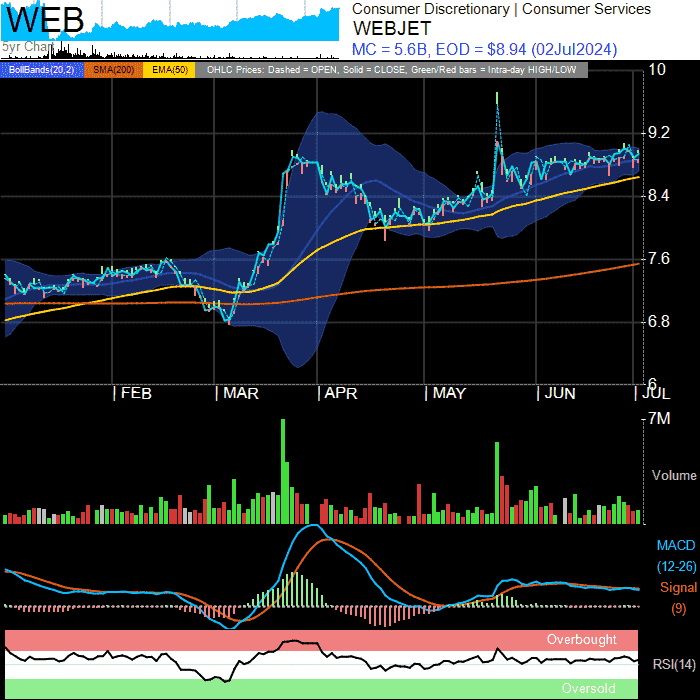 WEB
5yr Chart
Consumer Discretionary | Consumer Services
WEBJET
MC = 5.6B, EOD = $8.94 (02Jul2024)
BollBands(20,2) SMA(200) EMA(50) OHLC Prices: Dashed = OPEN, Solid = CLOSE, Green/Red bars = Intra-day HIGH/LOW
10
9.2
8.4
7.6
6.8
6
FEB MAR APR MAY JUN JUL
7M
Volume
MACD
(12-26)
Signal
(9)
Overbought
RSI(14)
Oversold